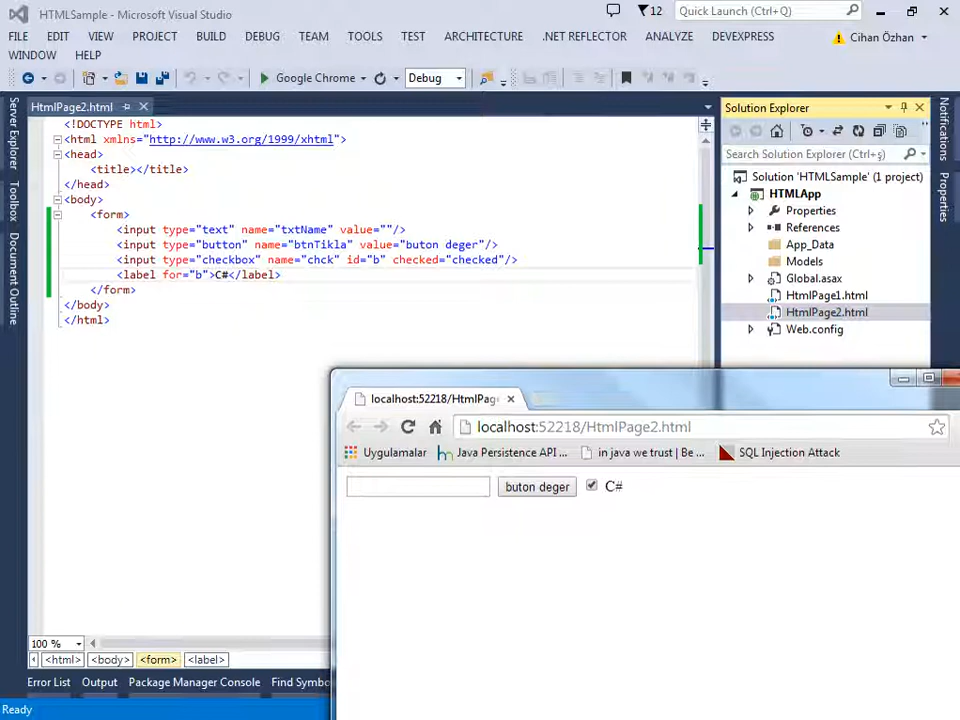 HTMLSample - Microsoft Visual Studio
12
Quick Launch (Ctrl+Q)
FILE EDIT VIEW PROJECT BUILD DEBUG TEAM TOOLS TEST ARCHITECTURE .NET REFLECTOR ANALYZE DEVEXPRESS
Cihan Özhan
WINDOW HELP
Google Chrome
Debug
Server Explorer
Toolbox
Document Outline
HtmlPage2.html
<!DOCTYPE html>
<html xmlns="http://www.w3.org/1999/xhtml">
<head>
<title></title>
</head>
<body>
<form>
<input type="text" name="txtName" value=""/>
<input type="button" name="btnTikla" value="buton deger"/>
<input type="checkbox" name="chck" id="b" checked="checked"/>
<label for="b">C#</label>
</form>
</body>
</html>
100 %
<html> <body> <form> <label>
Error List Output Package Manager Console Find Symbo
Ready
Solution Explorer
Search Solution Explorer (Ctrl+ş)
Solution 'HTMLSample' (1 project)
HTMLApp
Properties
References
App_Data
Models
Global.asax
HtmlPage1.html
HtmlPage2.html
Web.config
Notifications
Properties
localhost:52218/HtmlPag
localhost:52218/HtmlPage2.html
Uygulamalar Java Persistence API ... in java we trust | Be ... SQL Injection Attack
buton deger C#